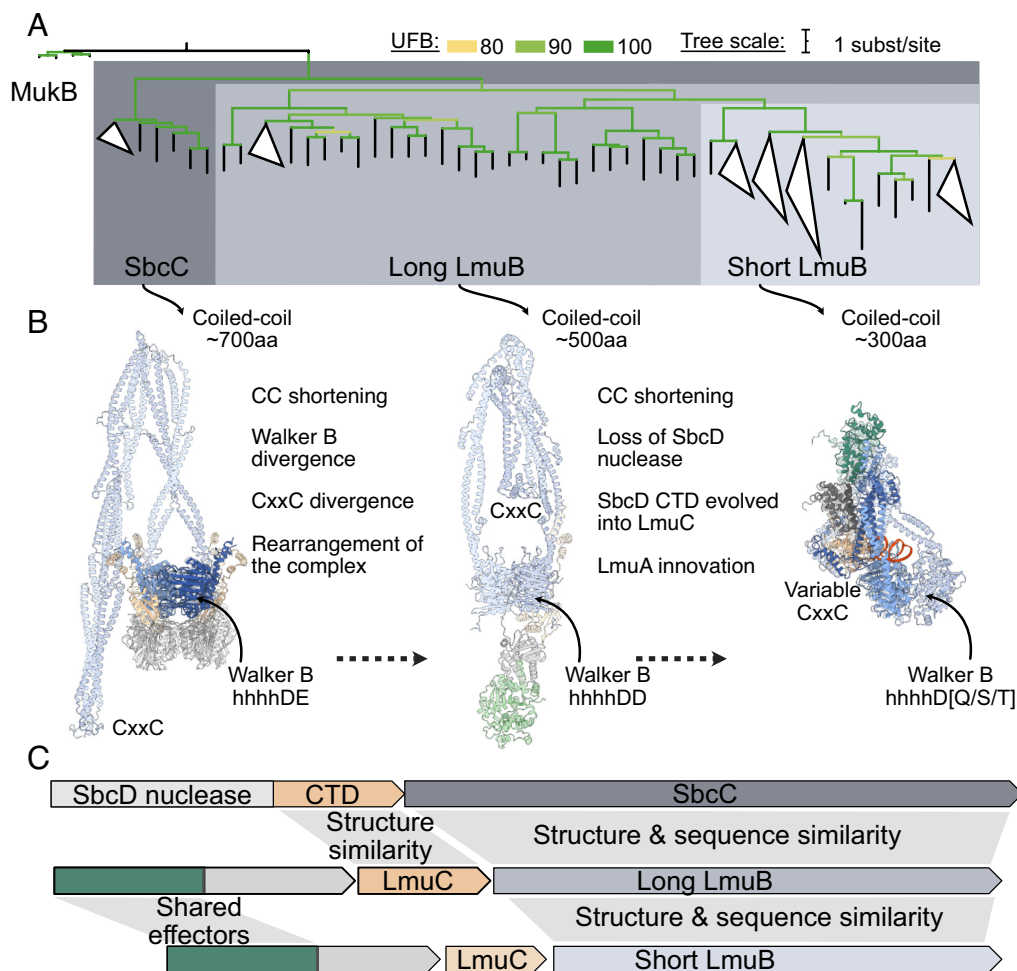 A
UFB: 80 90 100 Tree scale: 1 subst/site
MukB
SbcC
Long LmuB
Short LmuB
B
Coiled-coil
~700aa
Coiled-coil
~500aa
Coiled-coil
~300aa
CC shortening
Walker B
divergence
CxxC divergence
Rearrangement of
the complex
CC shortening
Loss of SbcD
nuclease
SbcD CTD evolved
into LmuC
LmuA innovation
CxxC
Variable
CxxC
Walker B
hhhhDE
Walker B
hhhhDD
Walker B
hhhhD[Q/S/T]
CxxC
C
SbcD nuclease CTD SbcC
Structure
similarity
Structure & sequence similarity
LmuC Long LmuB
Shared
effectors
Structure & sequence similarity
LmuC Short LmuB